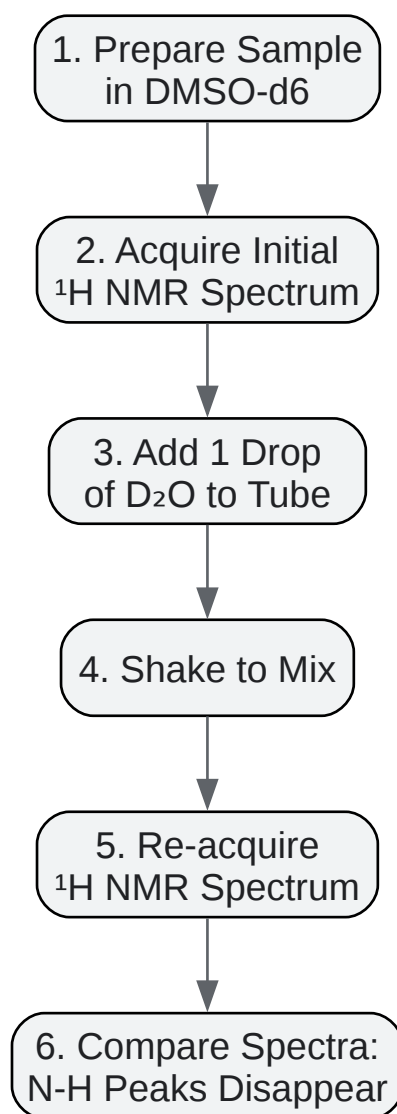 1. Prepare Sample
in DMSO-d6
2. Acquire Initial
¹H NMR Spectrum
3. Add 1 Drop
of D₂O to Tube
4. Shake to Mix
5. Re-acquire
¹H NMR Spectrum
6. Compare Spectra:
N-H Peaks Disappear